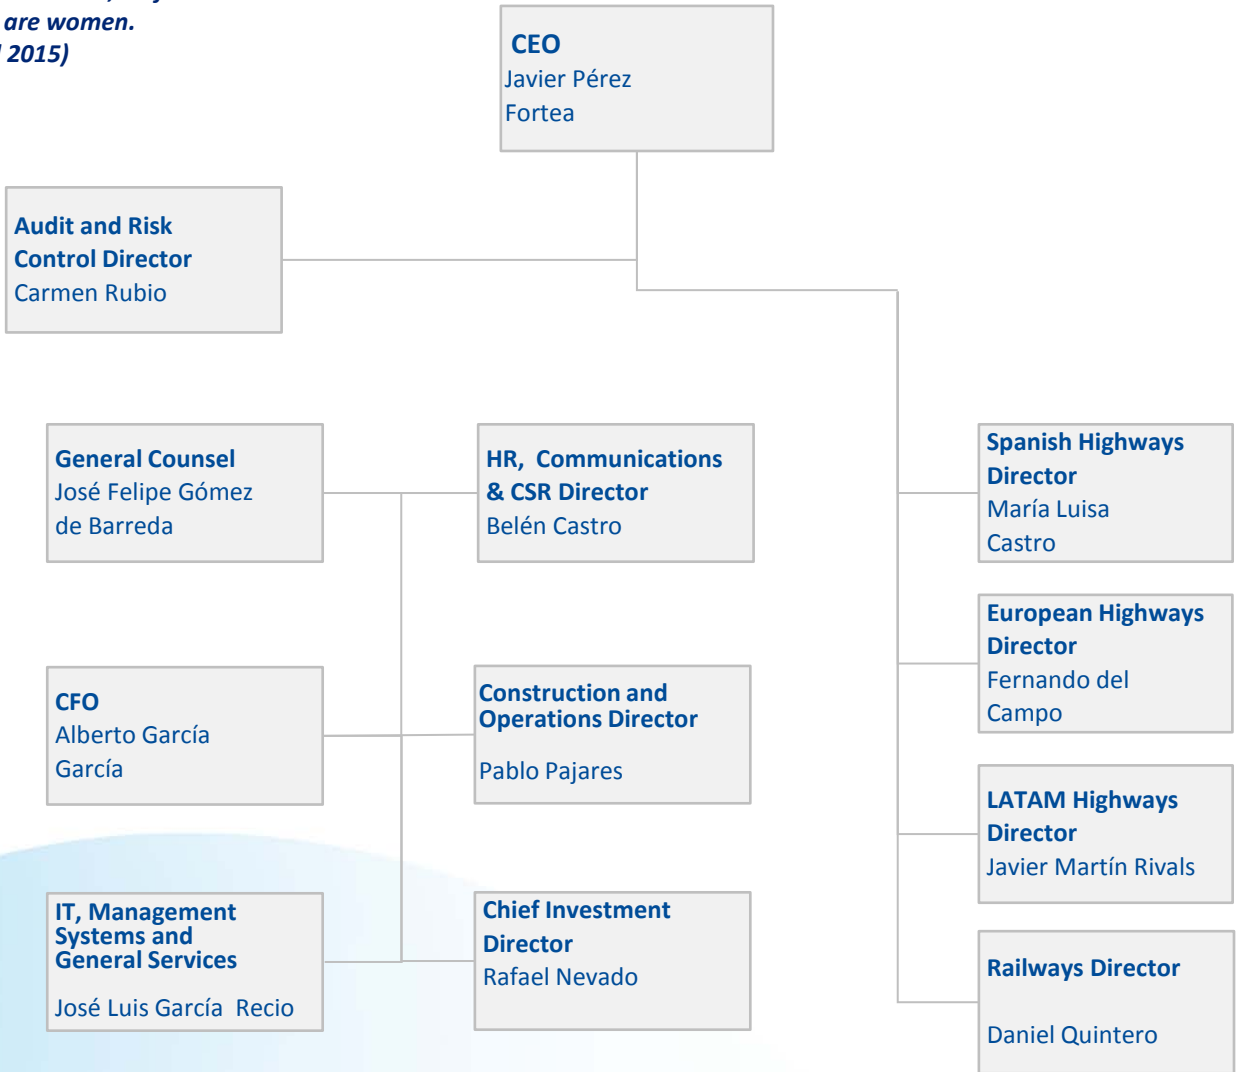 are women.
2015)
CEO
Javier Pérez
Fortea
Audit and Risk
Control Director
Carmen Rubio
General Counsel
José Felipe Gómez
de Barreda
HR, Communications
& CSR Director
Belén Castro
Spanish Highways
Director
María Luisa
Castro
European Highways
Director
Fernando del
Campo
CFO
Alberto García
García
Construction and
Operations Director
Pablo Pajares
LATAM Highways
Director
Javier Martín Rivals
IT, Management
Systems and
General Services
José Luis García Recio
Chief Investment
Director
Rafael Nevado
Railways Director
Daniel Quintero